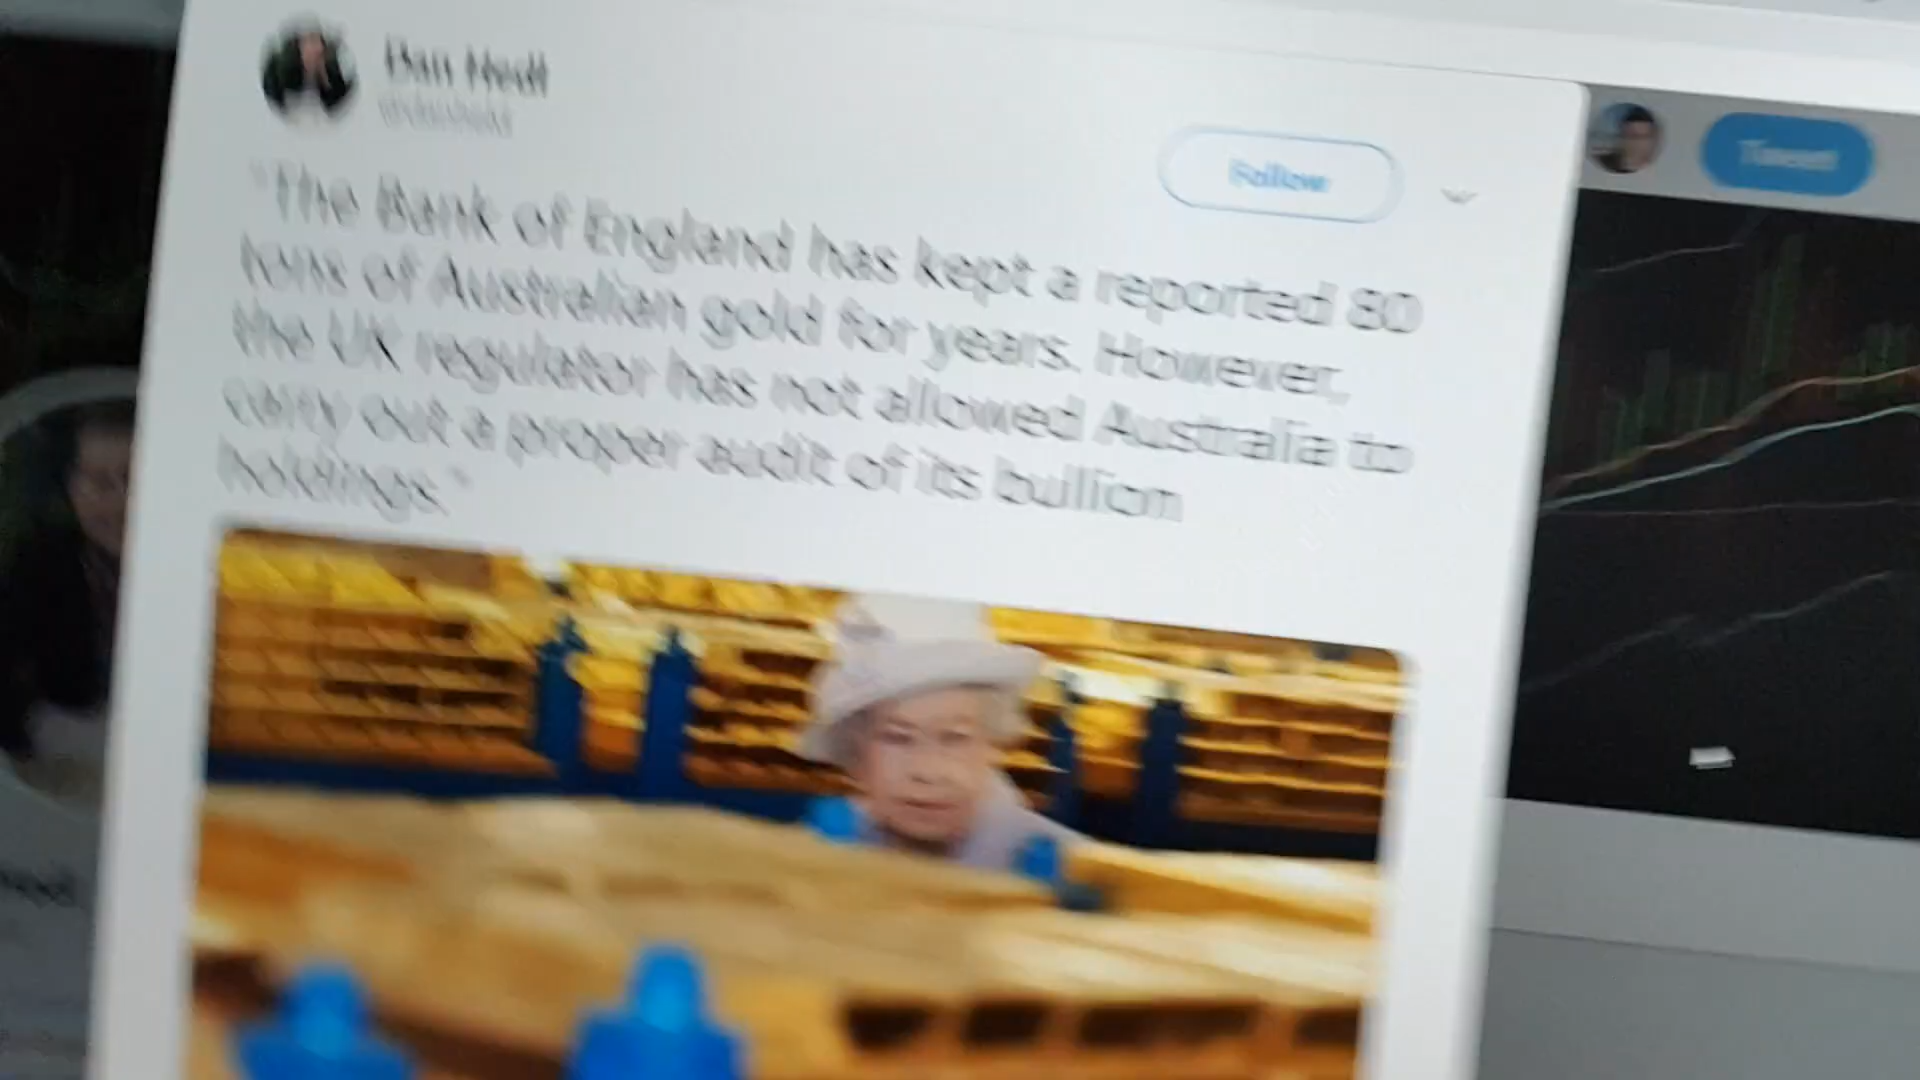 Follow
Tweet
"The Bank of England has kept a reported 80
tons of Australian gold for years. However,
the UK regulator has not allowed Australia to
carry out a proper audit of its bullion
holdings."